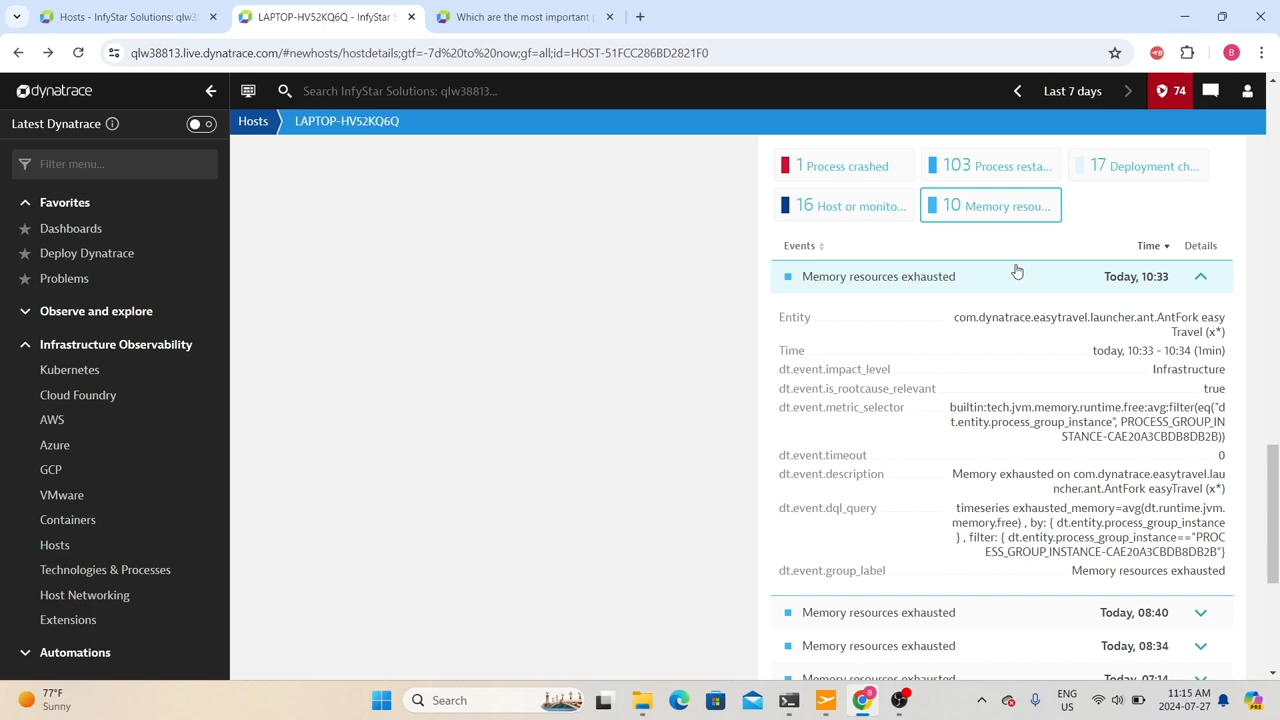 Hosts - InfyStar Solutions: qlw3
LAPTOP-HV52KQ6Q - InfyStar S
Which are the most important
qlw38813.live.dynatrace.com/#newhosts/hostdetails;gtf=-7d%20to%20now;gf=all;id=HOST-51FCC286BD2821F0
B
dynatrace
Search InfyStar Solutions: qlw38813...
Last 7 days
74
Latest Dynatrace
Hosts
LAPTOP-HV52KQ6Q
Filter menu...
Favorites
Dashboards
Deploy Dynatrace
Problems
Observe and explore
Infrastructure Observability
Kubernetes
Cloud Foundry
AWS
Azure
GCP
VMware
Containers
Hosts
Technologies & Processes
Host Networking
Extensions
Automations
1 Process crashed
103 Process resta...
17 Deployment ch...
16 Host or monito...
10 Memory resou...
Events
Time
Details
Memory resources exhausted
Today, 10:33
Entity
com.dynatrace.easytravel.launcher.ant.AntFork easy
Travel (x*)
Time
today, 10:33 - 10:34 (1min)
dt.event.impact_level
Infrastructure
dt.event.is_rootcause_relevant
true
dt.event.metric_selector
builtin:tech.jvm.memory.runtime.free:avg:filter(eq("d
t.entity.process_group_instance", PROCESS_GROUP_IN
STANCE-CAE20A3CBDB8DB2B))
dt.event.timeout
0
dt.event.description
Memory exhausted on com.dynatrace.easytravel.lau
ncher.ant.AntFork easyTravel (x*)
dt.event.dql_query
timeseries exhausted_memory=avg(dt.runtime.jvm.
memory.free) , by: { dt.entity.process_group_instance
} , filter: { dt.entity.process_group_instance=="PROC
ESS_GROUP_INSTANCE-CAE20A3CBDB8DB2B"}
dt.event.group_label
Memory resources exhausted
Memory resources exhausted
Today, 08:40
Memory resources exhausted
Today, 08:34
Memory resources exhausted
Today, 07:14
77°F
Sunny
Search
ENG
US
11:15 AM
2024-07-27